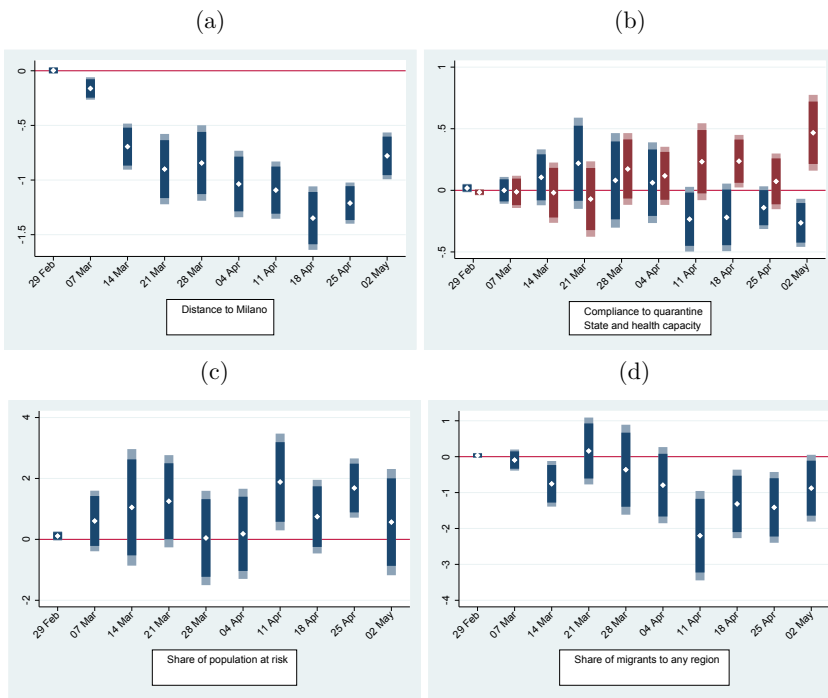 (a)
0
-.5
-1
-1.5
29 Feb
07 Mar
14 Mar
21 Mar
28 Mar
04 Apr
11 Apr
18 Apr
25 Apr
02 May
Distance to Milano
(b)
1
.5
0
-.5
29 Feb
07 Mar
14 Mar
21 Mar
28 Mar
04 Apr
11 Apr
18 Apr
25 Apr
02 May
Compliance to quarantine
State and health capacity
(c)
4
2
0
-2
29 Feb
07 Mar
14 Mar
21 Mar
28 Mar
04 Apr
11 Apr
18 Apr
25 Apr
02 May
Share of population at risk
(d)
1
0
-1
-2
-3
-4
29 Feb
07 Mar
14 Mar
21 Mar
28 Mar
04 Apr
11 Apr
18 Apr
25 Apr
02 May
Share of migrants to any region